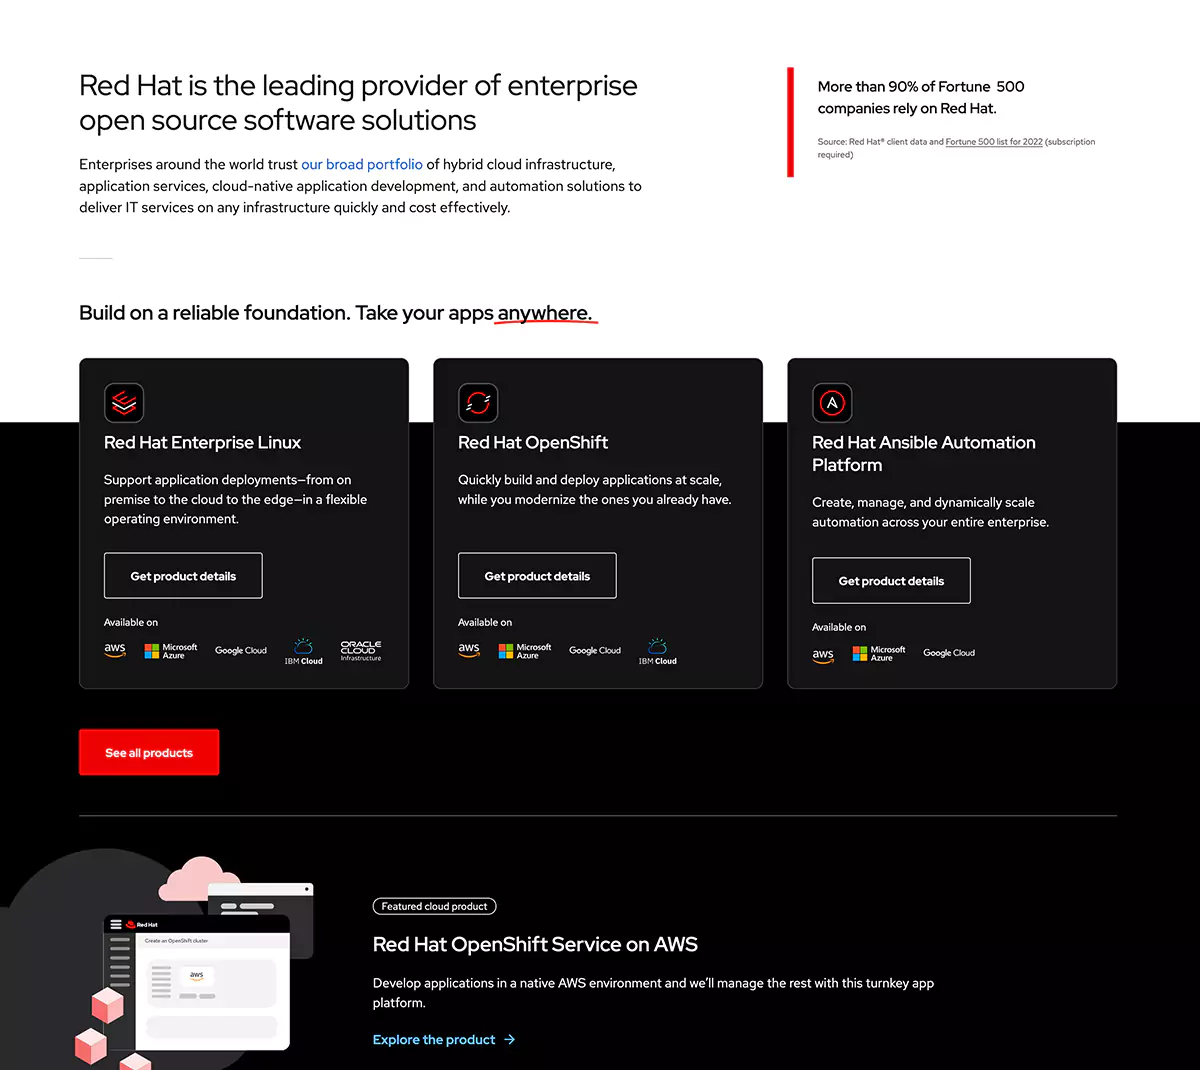 Red Hat is the leading provider of enterprise
open source software solutions
Enterprises around the world trust our broad portfolio of hybrid cloud infrastructure,
application services, cloud-native application development, and automation solutions to
deliver IT services on any infrastructure quickly and cost effectively.
More than 90% of Fortune 500
companies rely on Red Hat.
Source: Red Hat® client data and Fortune 500 list for 2022 (subscription
required)
Build on a reliable foundation. Take your apps anywhere.
Red Hat Enterprise Linux
Support application deployments—from on
premise to the cloud to the edge—in a flexible
operating environment.
Get product details
Available on
aws
Microsoft
Azure
Google Cloud
IBM Cloud
ORACLE
CLOUD
Infrastructure
Red Hat OpenShift
Quickly build and deploy applications at scale,
while you modernize the ones you already have.
Get product details
Available on
aws
Microsoft
Azure
Google Cloud
IBM Cloud
Red Hat Ansible Automation
Platform
Create, manage, and dynamically scale
automation across your entire enterprise.
Get product details
Available on
aws
Microsoft
Azure
Google Cloud
See all products
Red Hat
Create an OpenShift cluster
aws
Featured cloud product
Red Hat OpenShift Service on AWS
Develop applications in a native AWS environment and we'll manage the rest with this turnkey app
platform.
Explore the product →